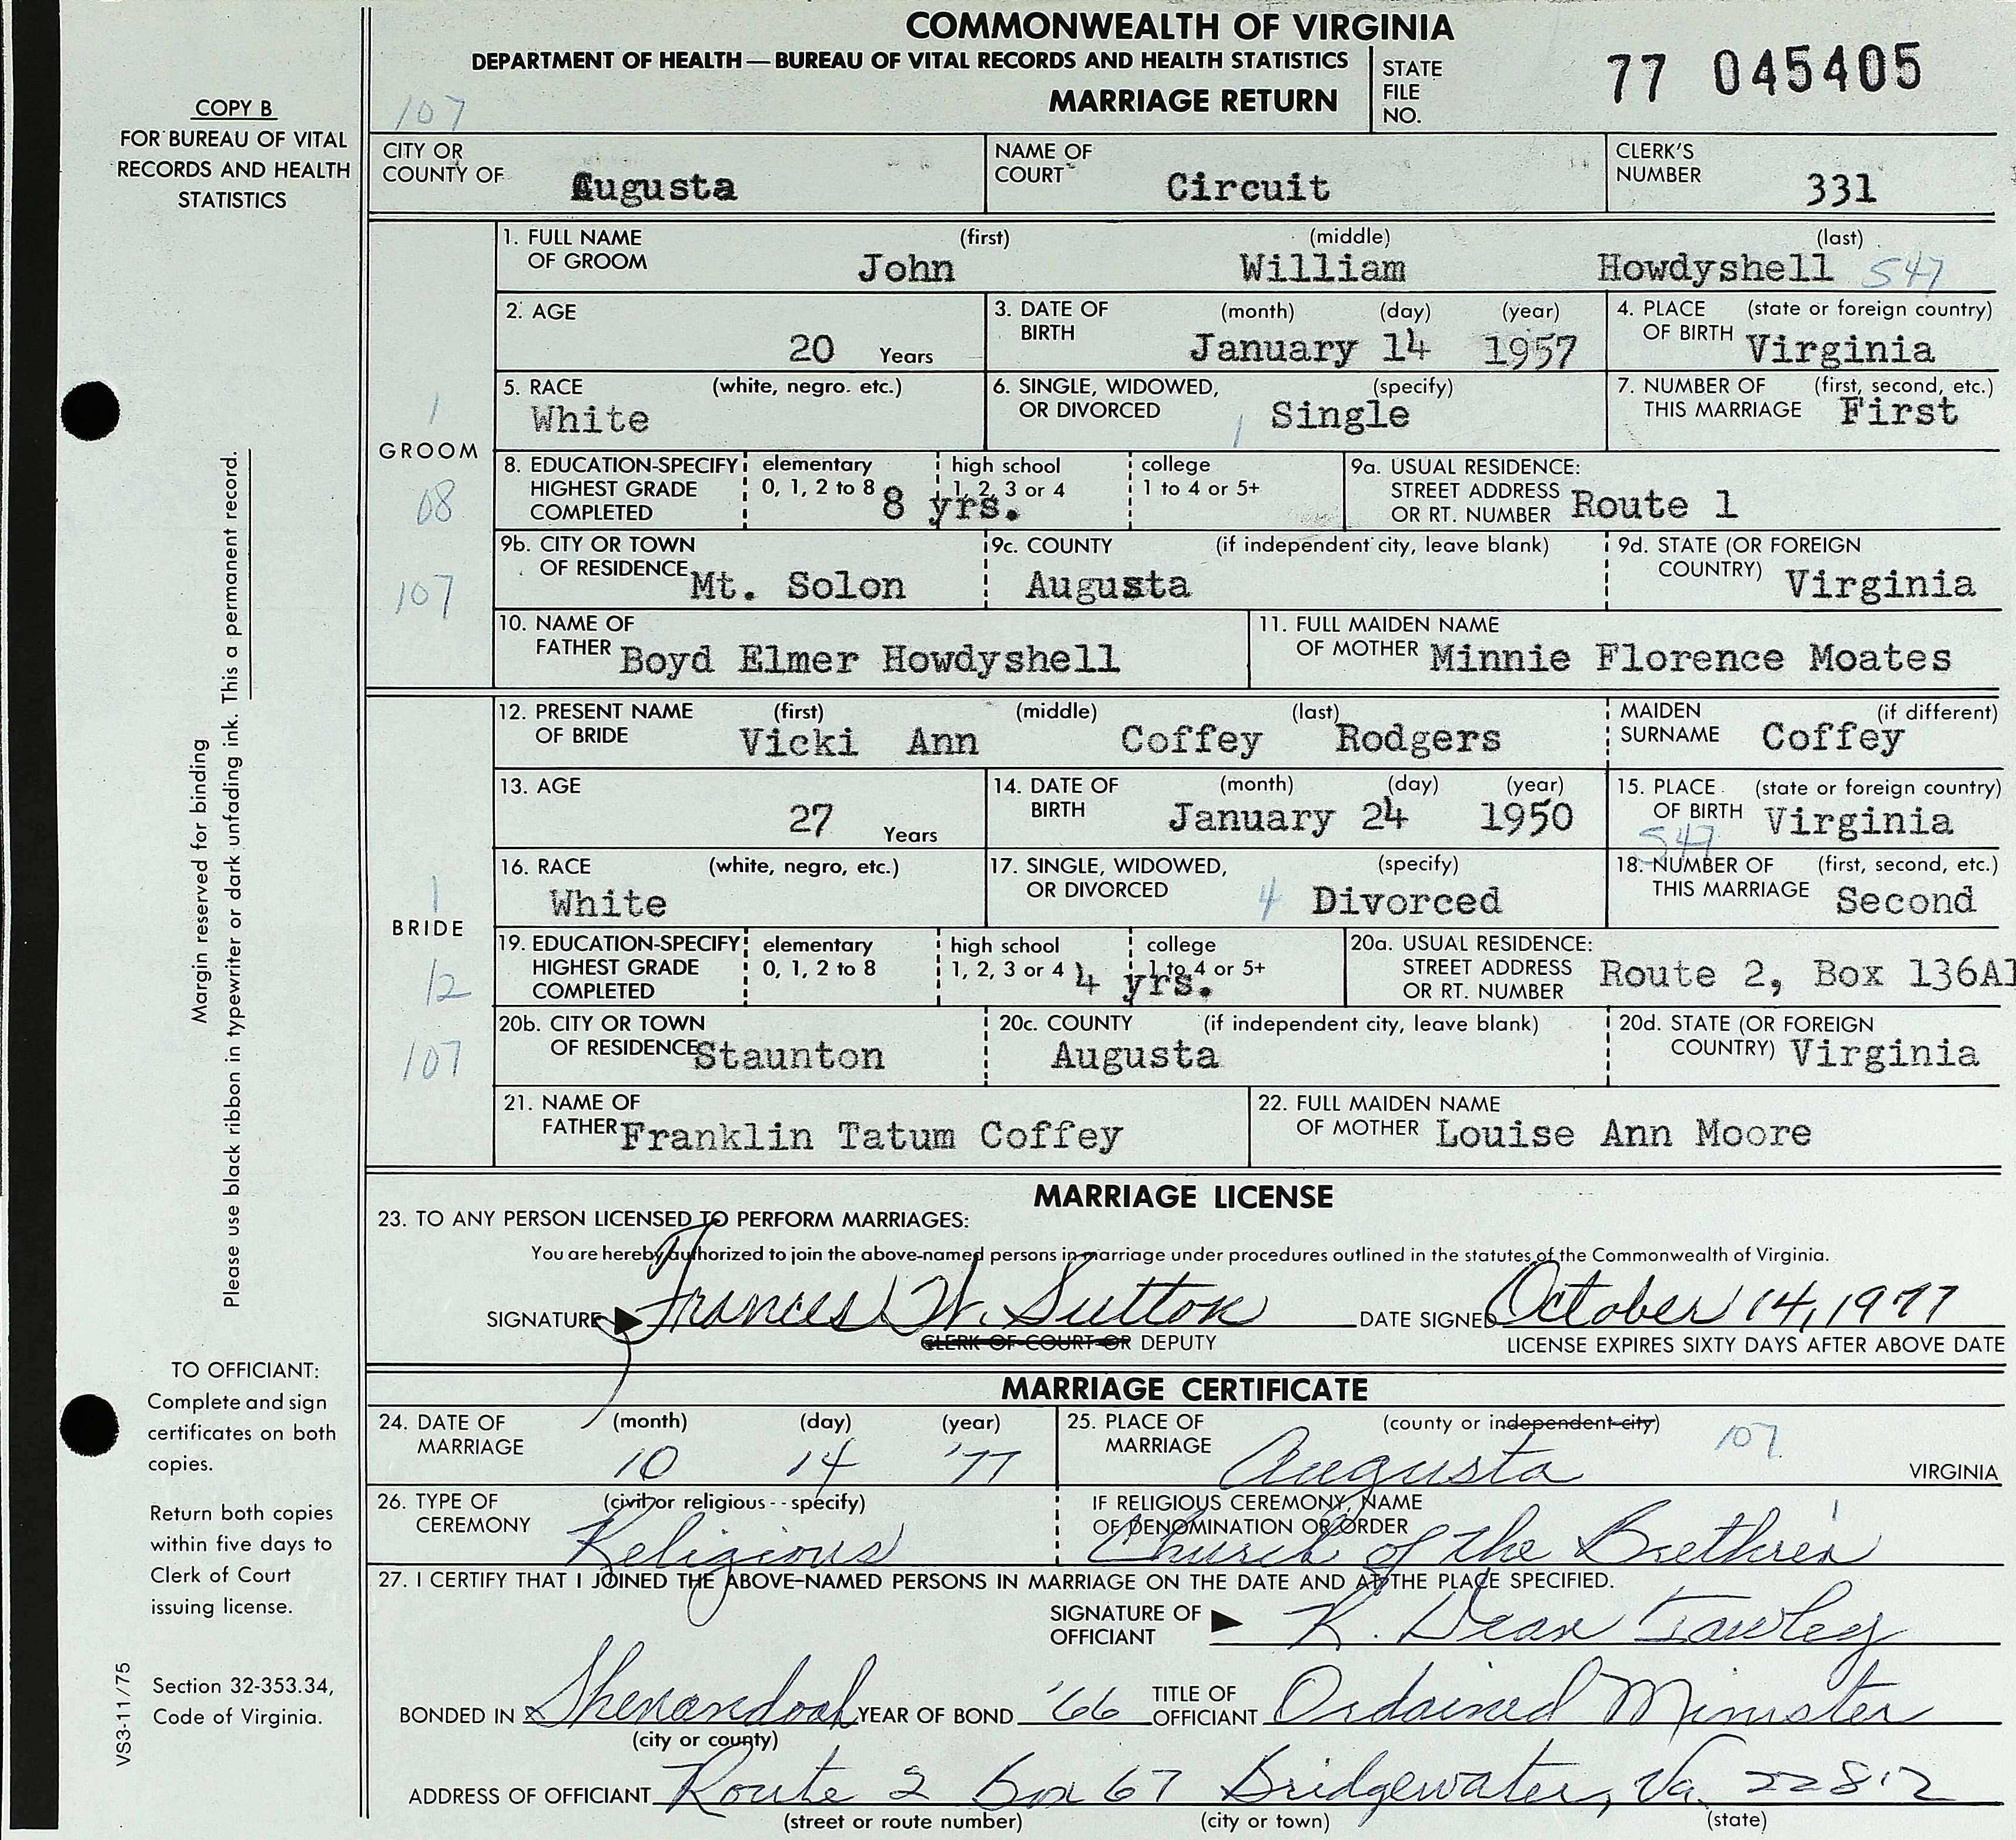 COMMONWEALTH OF VIRGINIA
DEPARTMENT OF HEALTH — BUREAU OF VITAL RECORDS AND HEALTH STATISTICS
MARRIAGE RETURN
STATE FILE NO. 77 045405
107
COPY B
FOR BUREAU OF VITAL
RECORDS AND HEALTH
STATISTICS
CITY OR COUNTY OF Augusta NAME OF COURT Circuit CLERK'S NUMBER 331
GROOM
1
08
107
1. FULL NAME OF GROOM (first) John (middle) William (last) Howdyshell 547
2. AGE 20 Years 3. DATE OF BIRTH (month) (day) (year) January 14 1957 4. PLACE OF BIRTH (state or foreign country) Virginia
5. RACE (white, negro. etc.) White 6. SINGLE, WIDOWED, OR DIVORCED (specify) 1 Single 7. NUMBER OF THIS MARRIAGE (first, second, etc.) First
8. EDUCATION-SPECIFY HIGHEST GRADE COMPLETED elementary 0, 1, 2 to 8 high school 1, 2, 3 or 4 college 1 to 4 or 5+ 8 yrs. 9a. USUAL RESIDENCE: STREET ADDRESS OR RT. NUMBER Route 1
9b. CITY OR TOWN OF RESIDENCE Mt. Solon 9c. COUNTY (if independent city, leave blank) Augusta 9d. STATE (OR FOREIGN COUNTRY) Virginia
10. NAME OF FATHER Boyd Elmer Howdyshell 11. FULL MAIDEN NAME OF MOTHER Minnie Florence Moates
BRIDE
1
12
107
12. PRESENT NAME OF BRIDE (first) (middle) (last) Vicki Ann Coffey Rodgers MAIDEN SURNAME (if different) Coffey
13. AGE 27 Years 14. DATE OF BIRTH (month) (day) (year) January 24 1950 15. PLACE OF BIRTH (state or foreign country) Virginia
547
16. RACE (white, negro, etc.) White 17. SINGLE, WIDOWED, OR DIVORCED (specify) 4 Divorced 18. NUMBER OF THIS MARRIAGE (first, second, etc.) Second
19. EDUCATION-SPECIFY HIGHEST GRADE COMPLETED elementary 0, 1, 2 to 8 high school 1, 2, 3 or 4 college 1 to 4 or 5+ 4 yrs. 20a. USUAL RESIDENCE: STREET ADDRESS OR RT. NUMBER Route 2, Box 136A1
20b. CITY OR TOWN OF RESIDENCE Staunton 20c. COUNTY (if independent city, leave blank) Augusta 20d. STATE (OR FOREIGN COUNTRY) Virginia
21. NAME OF FATHER Franklin Tatum Coffey 22. FULL MAIDEN NAME OF MOTHER Louise Ann Moore
MARRIAGE LICENSE
23. TO ANY PERSON LICENSED TO PERFORM MARRIAGES:
You are hereby authorized to join the above-named persons in marriage under procedures outlined in the statutes of the Commonwealth of Virginia.
SIGNATURE Frances W. Sutton DATE SIGNED October 14, 1977
CLERK OF COURT OR DEPUTY LICENSE EXPIRES SIXTY DAYS AFTER ABOVE DATE
MARRIAGE CERTIFICATE
24. DATE OF MARRIAGE (month) (day) (year) 10 14 '77 25. PLACE OF MARRIAGE (county or independent city) Augusta 107 VIRGINIA
26. TYPE OF CEREMONY (civil or religious -- specify) Religious IF RELIGIOUS CEREMONY, NAME OF DENOMINATION OR ORDER Church of the Brethren 1
27. I CERTIFY THAT I JOINED THE ABOVE-NAMED PERSONS IN MARRIAGE ON THE DATE AND AT THE PLACE SPECIFIED.
SIGNATURE OF OFFICIANT K. Dean
BONDED IN Shenandoah YEAR OF BOND '66 TITLE OF OFFICIANT Ordained Minister
(city or county)
ADDRESS OF OFFICIANT Route 2 Box 67 Bridgewater, Va. 22812
(street or route number) (city or town) (state)
Margin reserved for binding
Please use black ribbon in typewriter or dark unfading ink. This a permanent record.
TO OFFICIANT:
Complete and sign
certificates on both
copies.
Return both copies
within five days to
Clerk of Court
issuing license.
Section 32-353.34,
Code of Virginia.
VS3-11/75